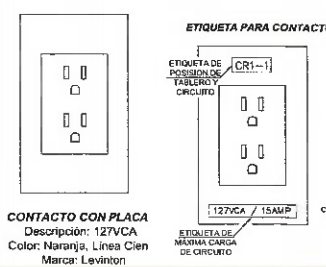 ETIQUETA PARA CONTACTO
ETIQUETA DE
POSISION DE
TABLERO Y
CIRCUITO
CR1-1
127VCA / 15AMP
ETIQUETA DE
MÁXIMA CARGA
DE CIRCUITO
CONTACTO CON PLACA
Descripción: 127VCA
Color: Naranja, Línea Cien
Marca: Levinton